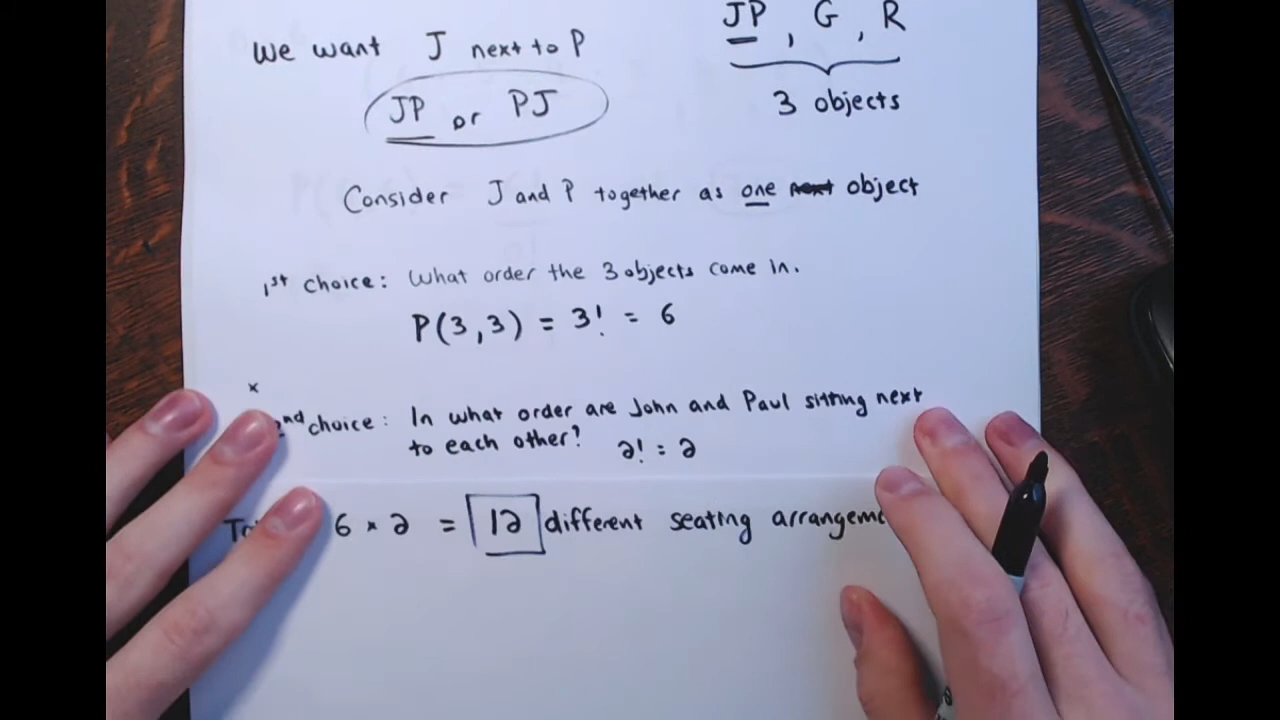 We want J next to P
JP or PJ
JP, G, R
3 objects
Consider J and P together as one object
1st choice: What order the 3 objects come in.
P(3,3) = 3! = 6
x
2nd choice: In what order are John and Paul sitting next
to each other? 2! = 2
6 x 2 = 12 different seating